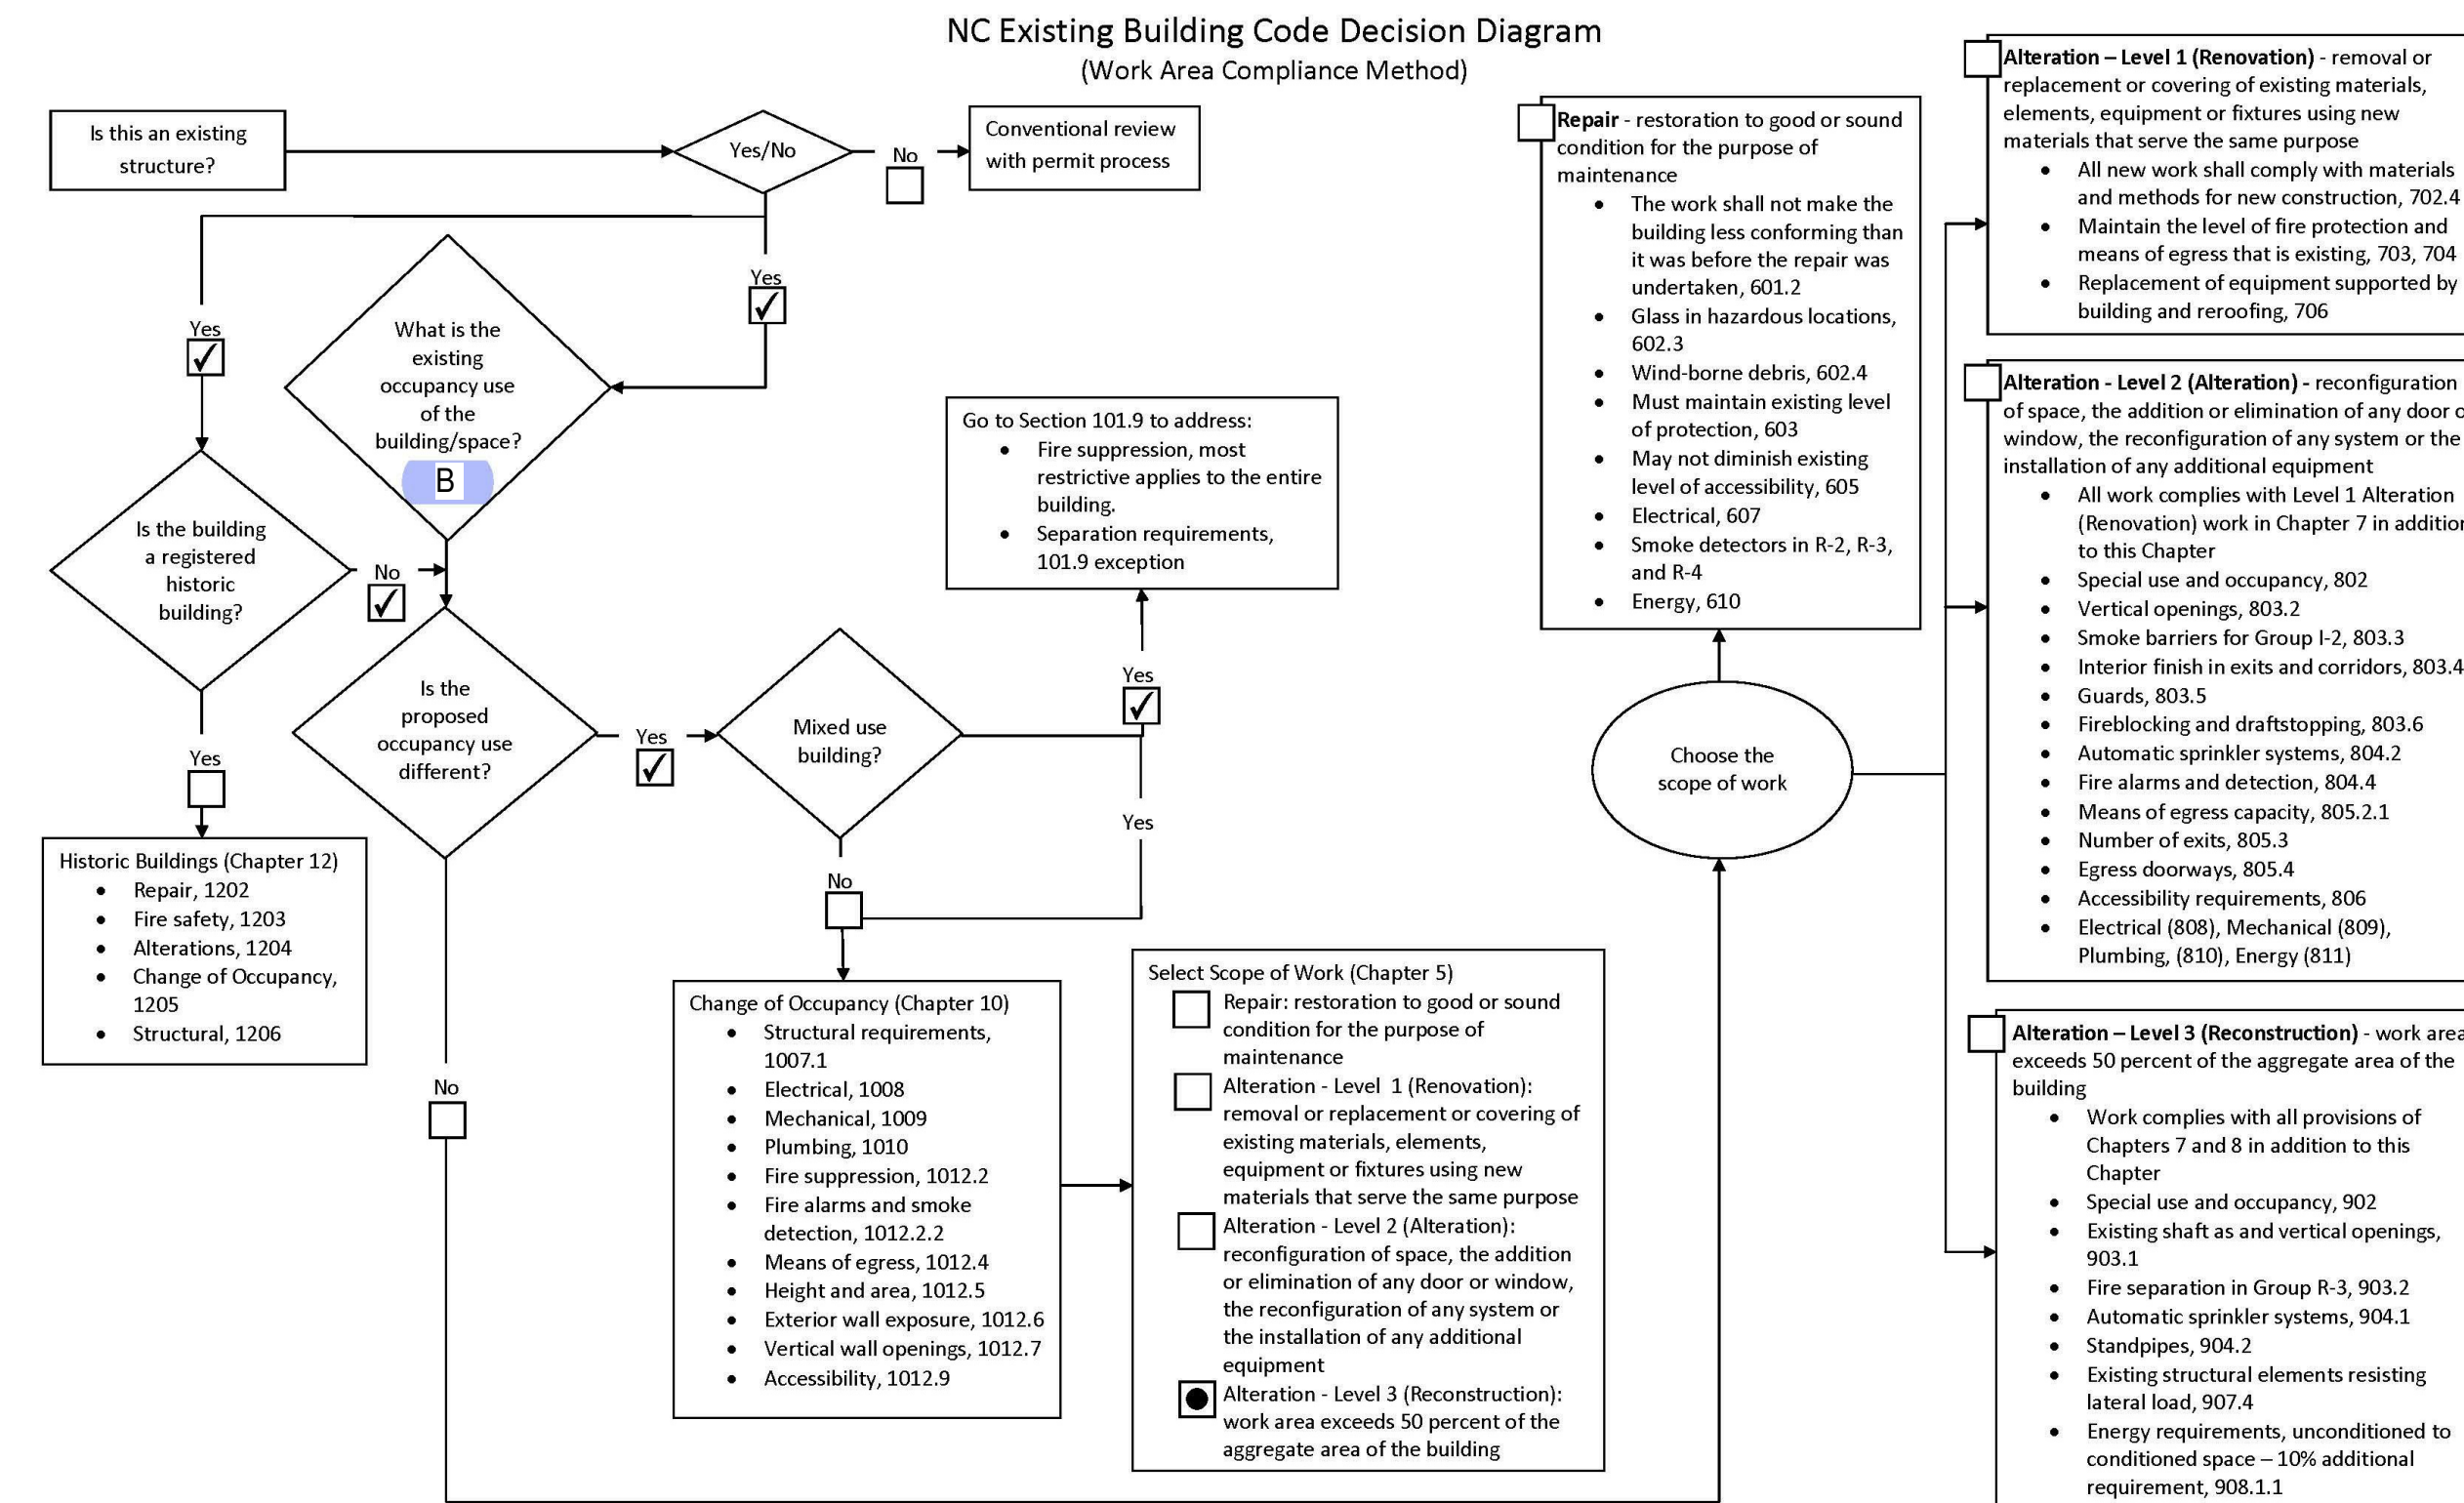 NC Existing Building Code Decision Diagram
(Work Area Compliance Method)
Is this an existing
structure?
Yes/No
No
Conventional review
with permit process
Yes
Yes
What is the
existing
occupancy use
of the
building/space?
B
Is the building
a registered
historic
building?
No
Yes
Historic Buildings (Chapter 12)
• Repair, 1202
• Fire safety, 1203
• Alterations, 1204
• Change of Occupancy,
1205
• Structural, 1206
Is the
proposed
occupancy use
different?
Yes
No
Mixed use
building?
Yes
Yes
No
Go to Section 101.9 to address:
• Fire suppression, most
restrictive applies to the entire
building.
• Separation requirements,
101.9 exception
Change of Occupancy (Chapter 10)
• Structural requirements,
1007.1
• Electrical, 1008
• Mechanical, 1009
• Plumbing, 1010
• Fire suppression, 1012.2
• Fire alarms and smoke
detection, 1012.2.2
• Means of egress, 1012.4
• Height and area, 1012.5
• Exterior wall exposure, 1012.6
• Vertical wall openings, 1012.7
• Accessibility, 1012.9
Select Scope of Work (Chapter 5)
Repair: restoration to good or sound
condition for the purpose of
maintenance
Alteration - Level 1 (Renovation):
removal or replacement or covering of
existing materials, elements,
equipment or fixtures using new
materials that serve the same purpose
Alteration - Level 2 (Alteration):
reconfiguration of space, the addition
or elimination of any door or window,
the reconfiguration of any system or
the installation of any additional
equipment
Alteration - Level 3 (Reconstruction):
work area exceeds 50 percent of the
aggregate area of the building
Repair - restoration to good or sound
condition for the purpose of
maintenance
• The work shall not make the
building less conforming than
it was before the repair was
undertaken, 601.2
• Glass in hazardous locations,
602.3
• Wind-borne debris, 602.4
• Must maintain existing level
of protection, 603
• May not diminish existing
level of accessibility, 605
• Electrical, 607
• Smoke detectors in R-2, R-3,
and R-4
• Energy, 610
Choose the
scope of work
Alteration – Level 1 (Renovation) - removal or
replacement or covering of existing materials,
elements, equipment or fixtures using new
materials that serve the same purpose
• All new work shall comply with materials
and methods for new construction, 702.4
• Maintain the level of fire protection and
means of egress that is existing, 703, 704
• Replacement of equipment supported by
building and reroofing, 706
Alteration - Level 2 (Alteration) - reconfiguration
of space, the addition or elimination of any door o
window, the reconfiguration of any system or the
installation of any additional equipment
• All work complies with Level 1 Alteration
(Renovation) work in Chapter 7 in addition
to this Chapter
• Special use and occupancy, 802
• Vertical openings, 803.2
• Smoke barriers for Group I-2, 803.3
• Interior finish in exits and corridors, 803.4
• Guards, 803.5
• Fireblocking and draftstopping, 803.6
• Automatic sprinkler systems, 804.2
• Fire alarms and detection, 804.4
• Means of egress capacity, 805.2.1
• Number of exits, 805.3
• Egress doorways, 805.4
• Accessibility requirements, 806
• Electrical (808), Mechanical (809),
Plumbing, (810), Energy (811)
Alteration – Level 3 (Reconstruction) - work area
exceeds 50 percent of the aggregate area of the
building
• Work complies with all provisions of
Chapters 7 and 8 in addition to this
Chapter
• Special use and occupancy, 902
• Existing shaft as and vertical openings,
903.1
• Fire separation in Group R-3, 903.2
• Automatic sprinkler systems, 904.1
• Standpipes, 904.2
• Existing structural elements resisting
lateral load, 907.4
• Energy requirements, unconditioned to
conditioned space – 10% additional
requirement, 908.1.1